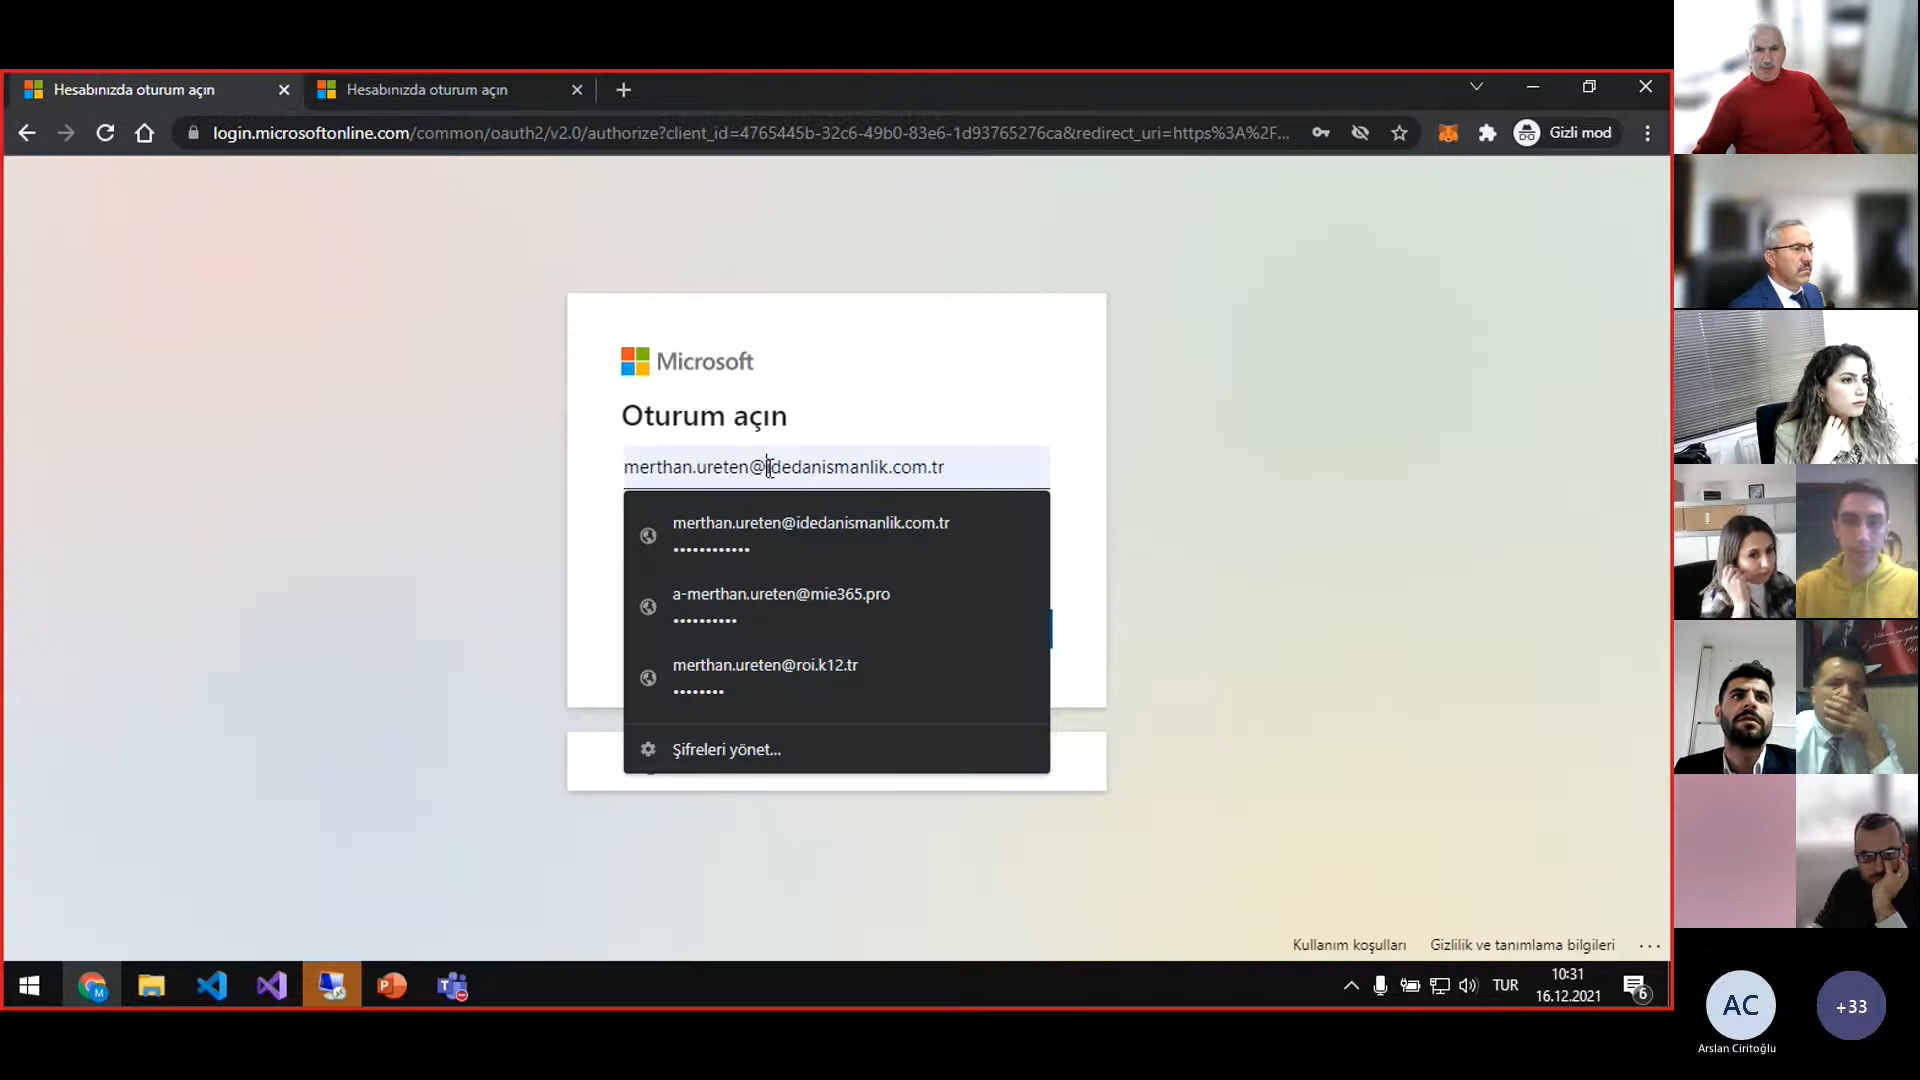 Hesabınızda oturum açın
Hesabınızda oturum açın
login.microsoftonline.com/common/oauth2/v2.0/authorize?client_id=4765445b-32c6-49b0-83e6-1d93765276ca&redirect_uri=https%3A%2F...
Gizli mod
Microsoft
Oturum açın
merthan.ureten@idedanismanlik.com.tr
merthan.ureten@idedanismanlik.com.tr
••••••••••••
a-merthan.ureten@mie365.pro
••••••••••
merthan.ureten@roi.k12.tr
••••••••
Şifreleri yönet...
Kullanım koşulları
Gizlilik ve tanımlama bilgileri
...
TUR
10:31
16.12.2021
6
AC
+33
Arslan Ciritoğlu